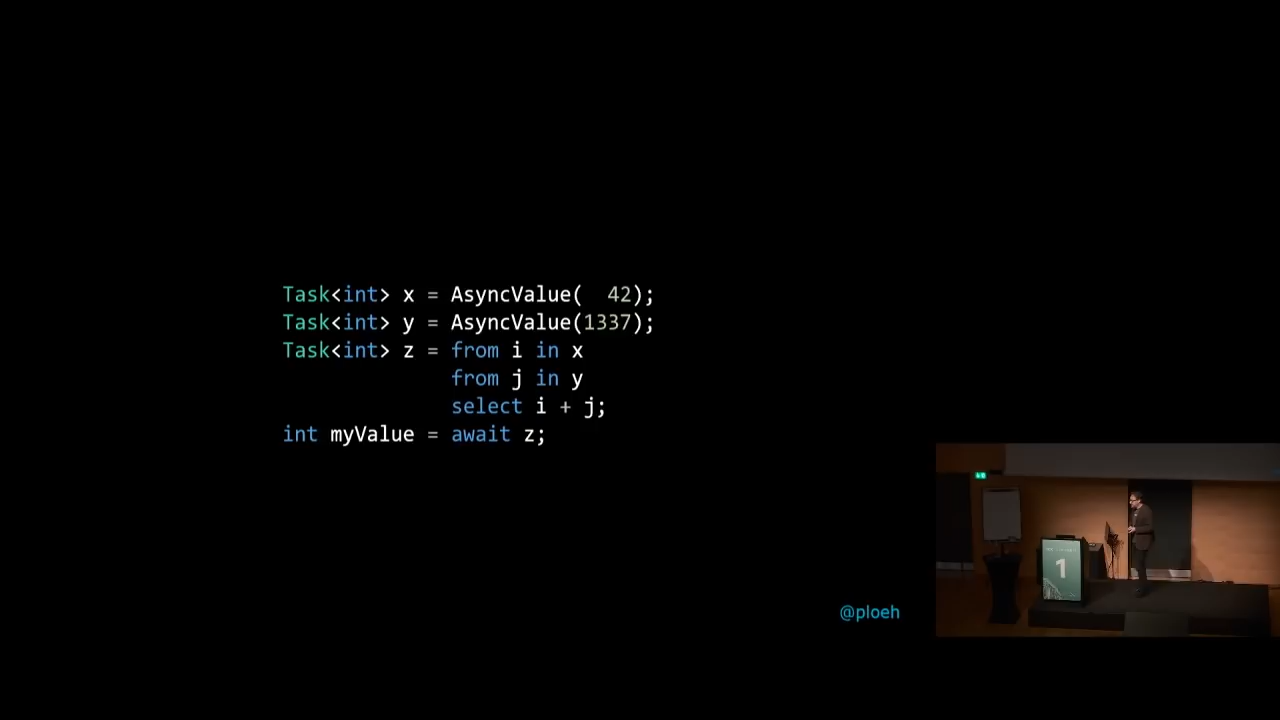 Task<int> x = AsyncValue(  42);
Task<int> y = AsyncValue(1337);
Task<int> z = from i in x
              from j in y
              select i + j;
int myValue = await z;
@ploeh
1